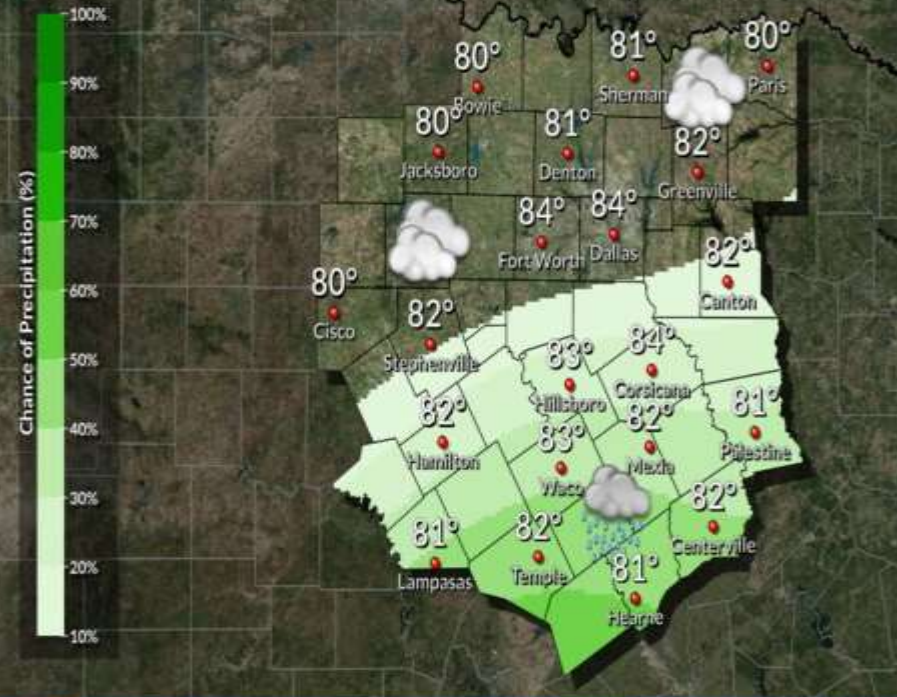 100%
90%
80%
70%
60%
50%
40%
30%
20%
10%
Chance of Precipitation (%)
80°
Bowie
81°
Sherman
80°
Paris
80°
Jacksboro
81°
Denton
82°
Greenville
84°
Fort Worth
84°
Dallas
82°
Canton
80°
Cisco
82°
Stephenville
83°
Hillsboro
84°
Corsicana
82°
Hamilton
83°
Waco
82°
Mexia
81°
Palestine
81°
Lampasas
82°
Temple
82°
Centerville
81°
Hearne